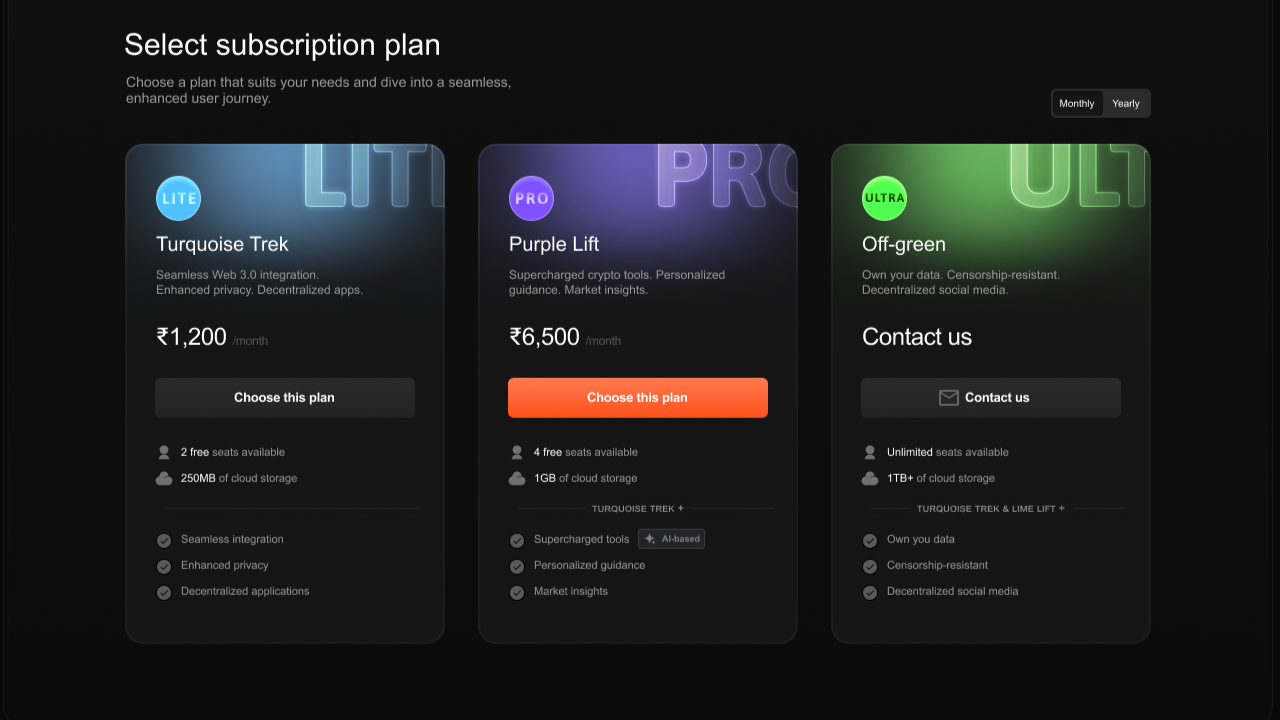 Select subscription plan
Choose a plan that suits your needs and dive into a seamless,
enhanced user journey.
Monthly Yearly
LITE
LITE
Turquoise Trek
Seamless Web 3.0 integration.
Enhanced privacy. Decentralized apps.
₹1,200 /month
Choose this plan
2 free seats available
250MB of cloud storage
Seamless integration
Enhanced privacy
Decentralized applications
PRO
PRO
Purple Lift
Supercharged crypto tools. Personalized
guidance. Market insights.
₹6,500 /month
Choose this plan
4 free seats available
1GB of cloud storage
TURQUOISE TREK +
Supercharged tools AI-based
Personalized guidance
Market insights
ULT
ULTRA
Off-green
Own your data. Censorship-resistant.
Decentralized social media.
Contact us
Contact us
Unlimited seats available
1TB+ of cloud storage
TURQUOISE TREK & LIME LIFT +
Own you data
Censorship-resistant
Decentralized social media